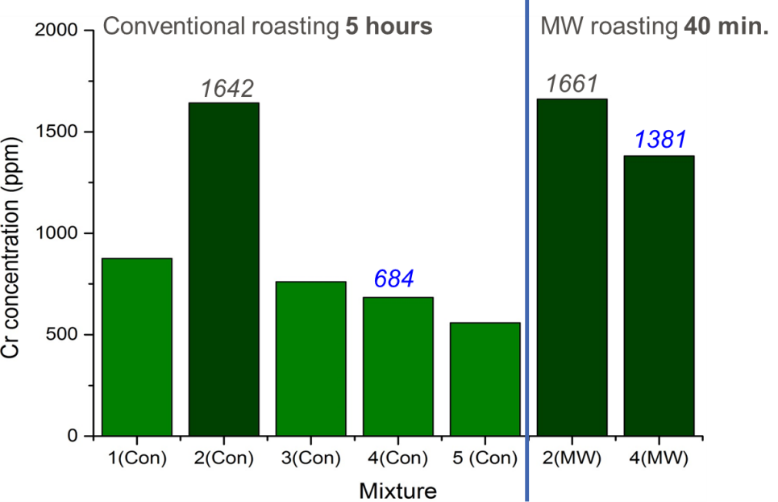 Conventional roasting 5 hours
MW roasting 40 min.
Cr concentration (ppm)
2000
1500
1000
500
0
1642
684
1661
1381
1(Con)
2(Con)
3(Con)
4(Con)
5 (Con)
2(MW)
4(MW)
Mixture